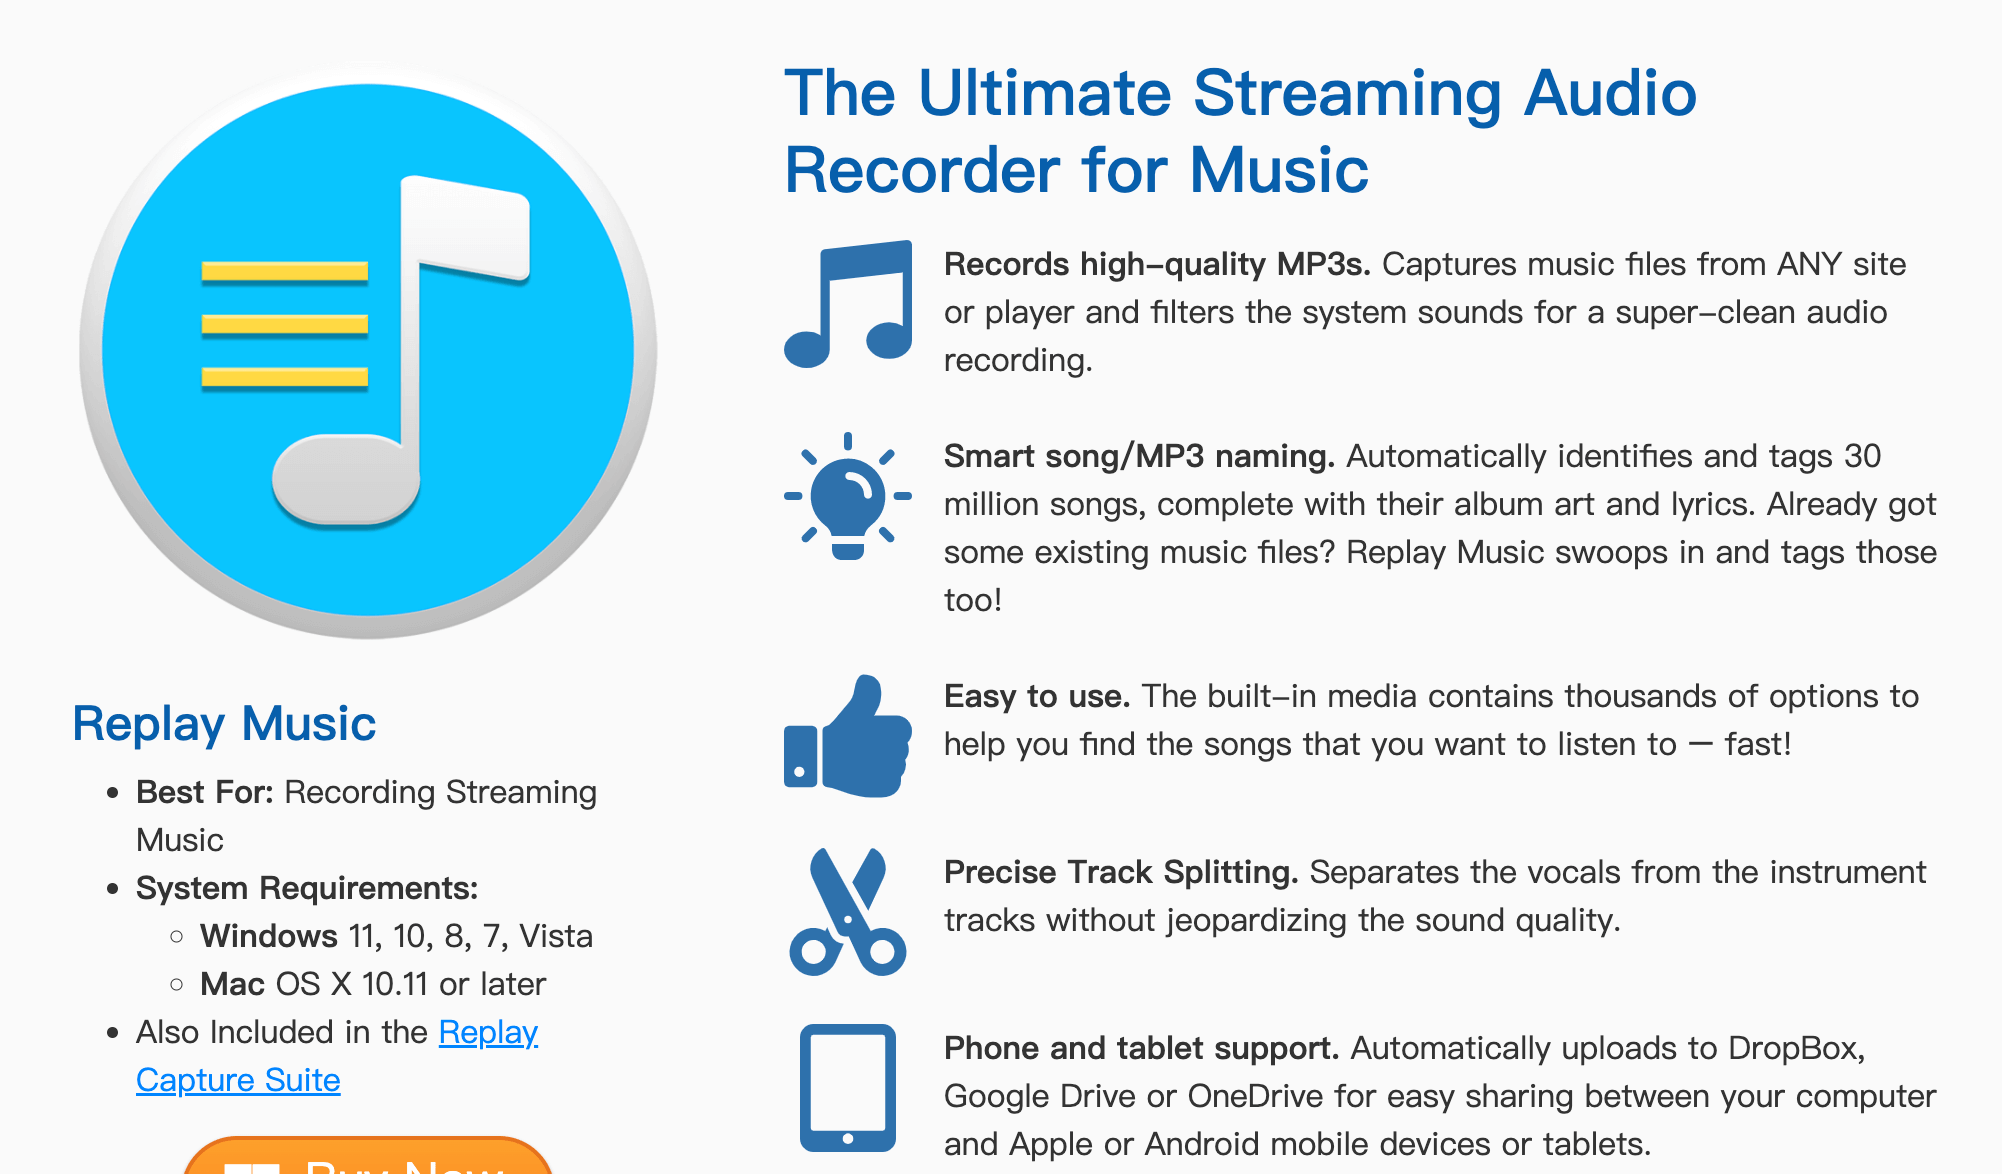 The Ultimate Streaming Audio
Recorder for Music
Records high-quality MP3s. Captures music files from ANY site
or player and filters the system sounds for a super-clean audio
recording.
Smart song/MP3 naming. Automatically identifies and tags 30
million songs, complete with their album art and lyrics. Already got
some existing music files? Replay Music swoops in and tags those
too!
Easy to use. The built-in media contains thousands of options to
help you find the songs that you want to listen to — fast!
Precise Track Splitting. Separates the vocals from the instrument
tracks without jeopardizing the sound quality.
Phone and tablet support. Automatically uploads to DropBox,
Google Drive or OneDrive for easy sharing between your computer
and Apple or Android mobile devices or tablets.
Replay Music
• Best For: Recording Streaming
Music
• System Requirements:
◦ Windows 11, 10, 8, 7, Vista
◦ Mac OS X 10.11 or later
• Also Included in the Replay
Capture Suite
Buy Now